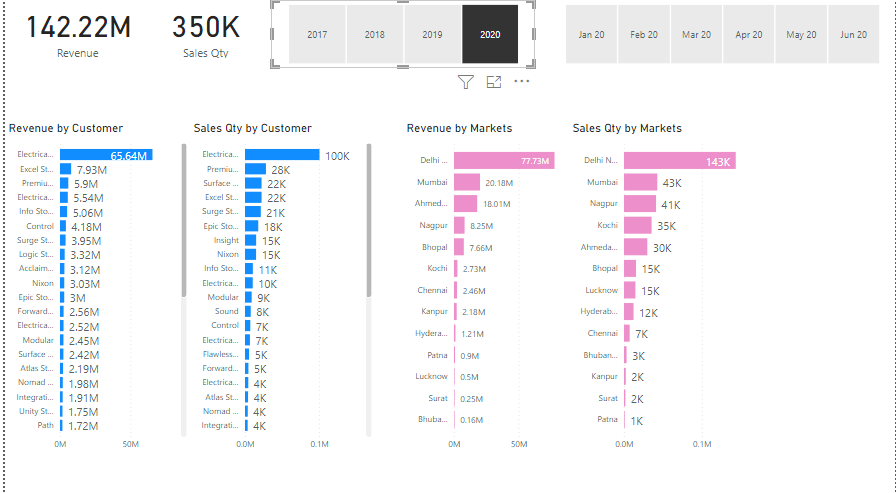 142.22M
Revenue
350K
Sales Qty
2017 2018 2019 2020
Jan 20 Feb 20 Mar 20 Apr 20 May 20 Jun 20
Revenue by Customer
Electrica... 65.64M
Excel St... 7.93M
Premiu... 5.9M
Electrica... 5.54M
Info Sto... 5.06M
Control 4.18M
Surge St... 3.95M
Logic St... 3.32M
Acclaim... 3.12M
Nixon 3.03M
Epic Sto... 3M
Forward... 2.56M
Electrica... 2.52M
Modular 2.45M
Surface ... 2.42M
Atlas St... 2.19M
Nomad ... 1.98M
Integrati... 1.91M
Unity St... 1.75M
Path 1.72M
0M 50M
Sales Qty by Customer
Electrica... 100K
Premiu... 28K
Surface ... 22K
Excel St... 22K
Surge St... 21K
Epic Sto... 18K
Insight 15K
Nixon 15K
Info Sto... 11K
Electrica... 10K
Modular 9K
Sound 8K
Control 7K
Electrica... 7K
Flawless... 5K
Forward... 5K
Electrica... 4K
Atlas St... 4K
Nomad ... 4K
Integrati... 4K
0.0M 0.1M
Revenue by Markets
Delhi ... 77.73M
Mumbai 20.18M
Ahmed... 18.01M
Nagpur 8.25M
Bhopal 7.66M
Kochi 2.73M
Chennai 2.46M
Kanpur 2.18M
Hydera... 1.21M
Patna 0.9M
Lucknow 0.5M
Surat 0.25M
Bhuba... 0.16M
0M 50M
Sales Qty by Markets
Delhi N... 143K
Mumbai 43K
Nagpur 41K
Kochi 35K
Ahmeda... 30K
Bhopal 15K
Lucknow 15K
Hyderab... 12K
Chennai 7K
Bhuban... 3K
Kanpur 2K
Surat 2K
Patna 1K
0.0M 0.1M